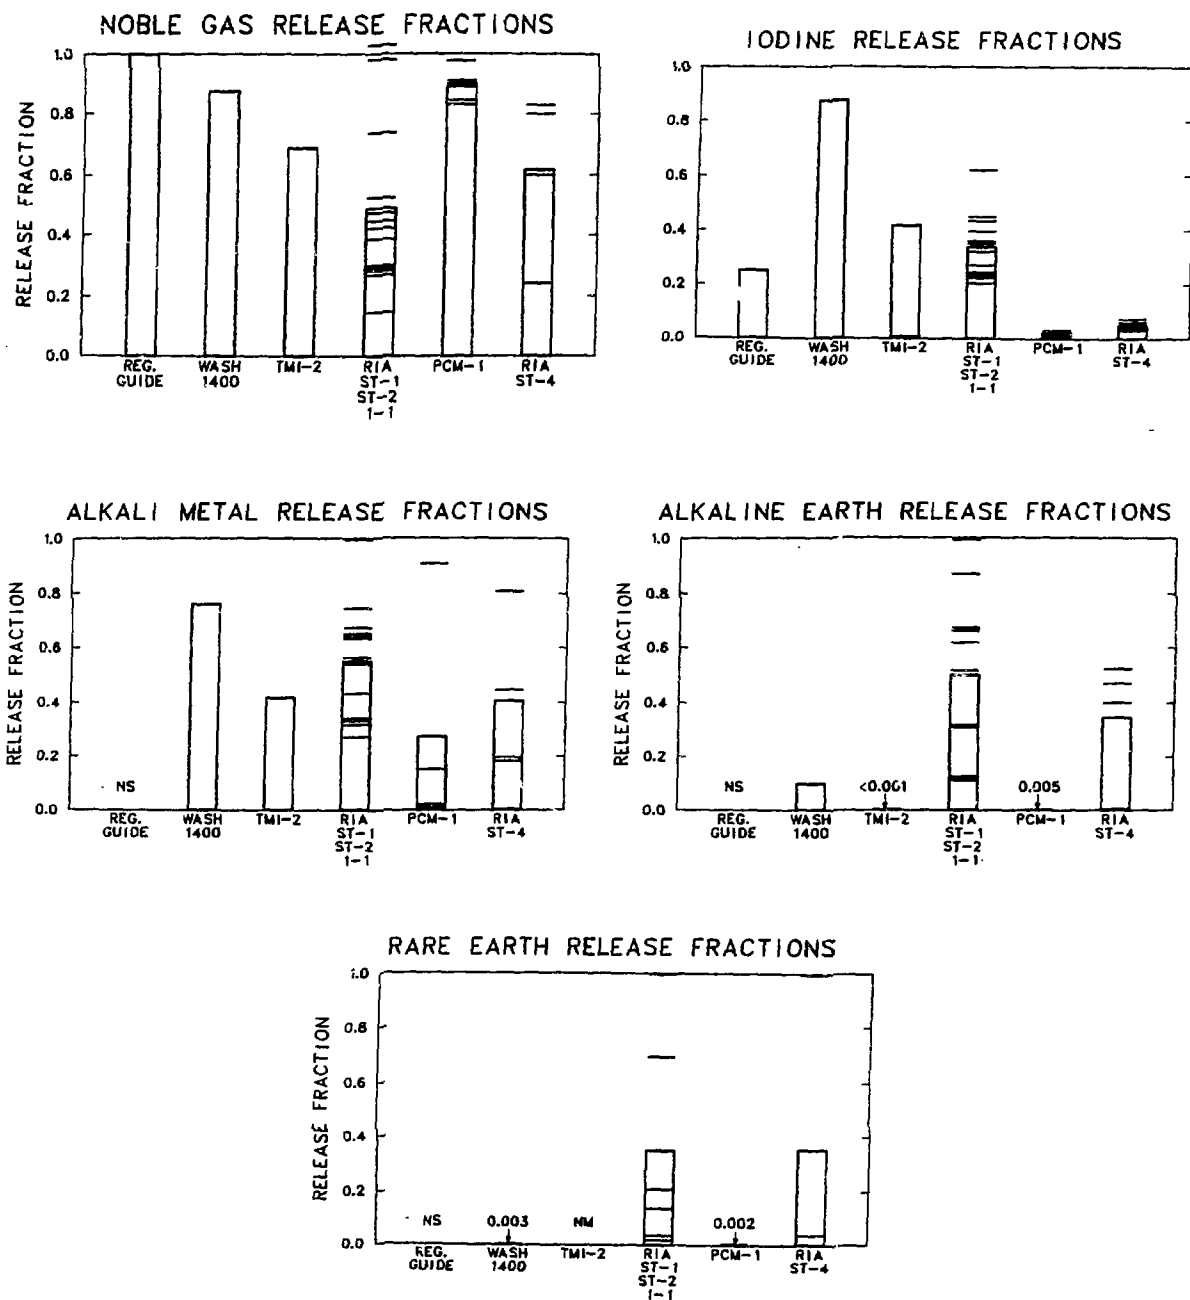 NOBLE GAS RELEASE FRACTIONS
RELEASE FRACTION
1.0
0.8
0.6
0.4
0.2
0.0
REG. GUIDE
WASH 1400
TMI-2
RIA ST-1 ST-2 1-1
PCM-1
RIA ST-4
IODINE RELEASE FRACTIONS
RELEASE FRACTION
1.0
0.8
0.6
0.4
0.2
0.0
REG. GUIDE
WASH 1400
TMI-2
RIA ST-1 ST-2 1-1
PCM-1
RIA ST-4
ALKALI METAL RELEASE FRACTIONS
RELEASE FRACTION
1.0
0.8
0.6
0.4
0.2
0.0
NS
REG. GUIDE
WASH 1400
TMI-2
RIA ST-1 ST-2 1-1
PCM-1
RIA ST-4
ALKALINE EARTH RELEASE FRACTIONS
RELEASE FRACTION
1.0
0.8
0.6
0.4
0.2
0.0
NS
<0.001
0.005
REG. GUIDE
WASH 1400
TMI-2
RIA ST-1 ST-2 1-1
PCM-1
RIA ST-4
RARE EARTH RELEASE FRACTIONS
RELEASE FRACTION
1.0
0.8
0.6
0.4
0.2
0.0
NS
0.003
NM
0.002
REG. GUIDE
WASH 1400
TMI-2
RIA ST-1 ST-2 1-1
PCM-1
RIA ST-4